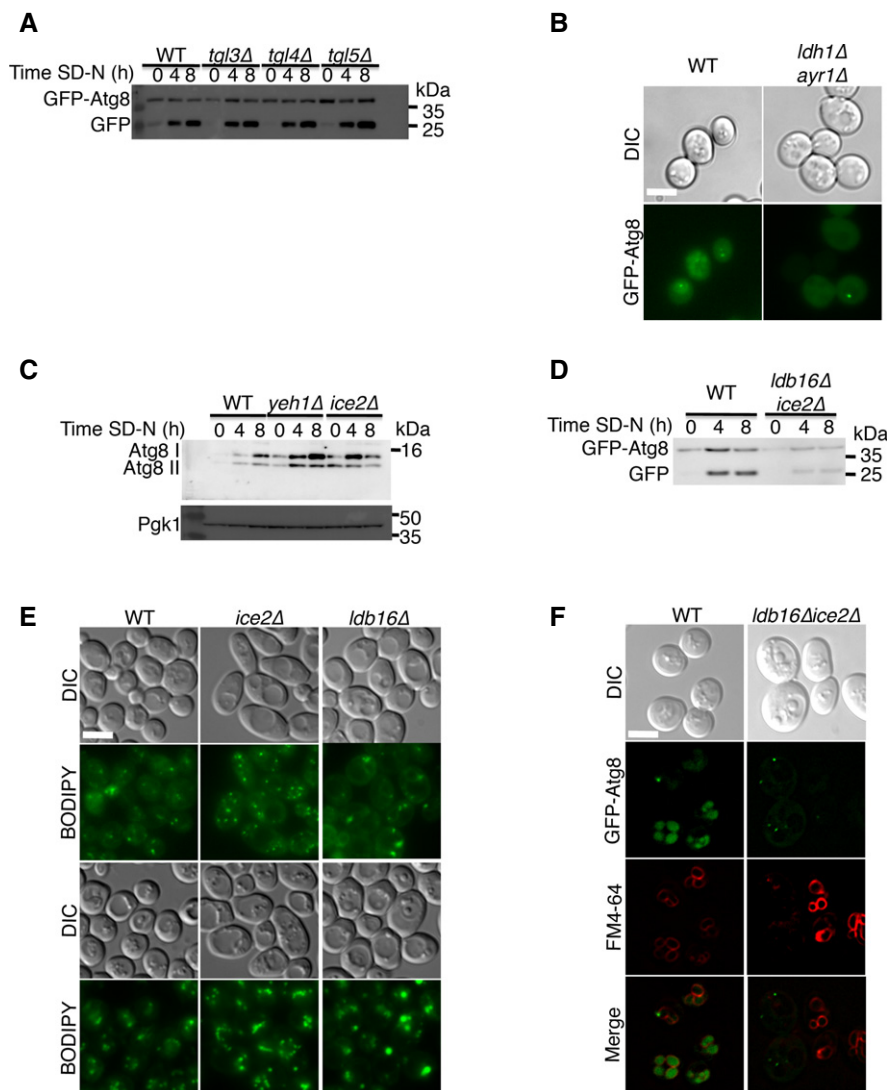 A
WT tgl3Δ tgl4Δ tgl5Δ
Time SD-N (h) 0 4 8 0 4 8 0 4 8 0 4 8 kDa
GFP-Atg8 35
GFP 25
B
WT ldh1Δ ayr1Δ
DIC
GFP-Atg8
C
WT yeh1Δ ice2Δ
Time SD-N (h) 0 4 8 0 4 8 0 4 8 kDa
Atg8 I 16
Atg8 II
Pgk1 50
35
D
WT ldb16Δ ice2Δ
Time SD-N (h) 0 4 8 0 4 8 kDa
GFP-Atg8 35
GFP 25
E
WT ice2Δ ldb16Δ
DIC
BODIPY
DIC
BODIPY
F
WT ldb16Δice2Δ
DIC
GFP-Atg8
FM4-64
Merge